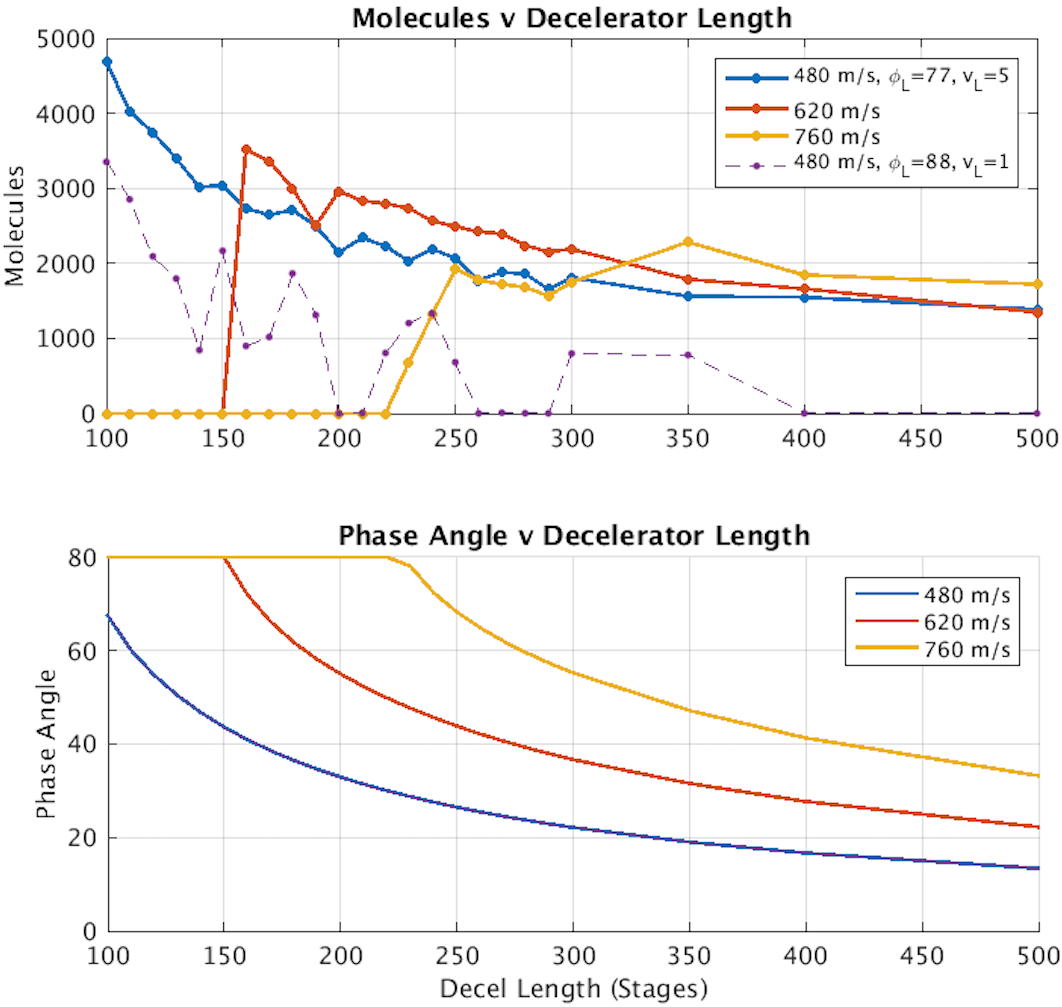 Molecules v Decelerator Length
5000
4000
3000
2000
1000
0
Molecules
480 m/s, ϕL=77, vL=5
620 m/s
760 m/s
480 m/s, ϕL=88, vL=1
100 150 200 250 300 350 400 450 500
Phase Angle v Decelerator Length
80
60
40
20
0
Phase Angle
480 m/s
620 m/s
760 m/s
100 150 200 250 300 350 400 450 500
Decel Length (Stages)